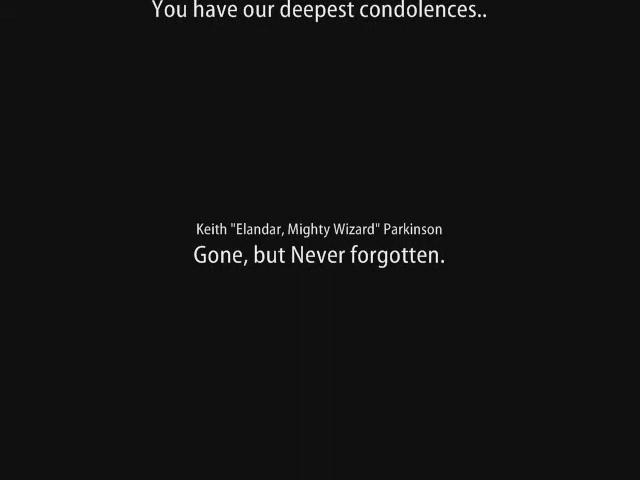 You have our deepest condolences..
Keith "Elandar, Mighty Wizard" Parkinson
Gone, but Never forgotten.